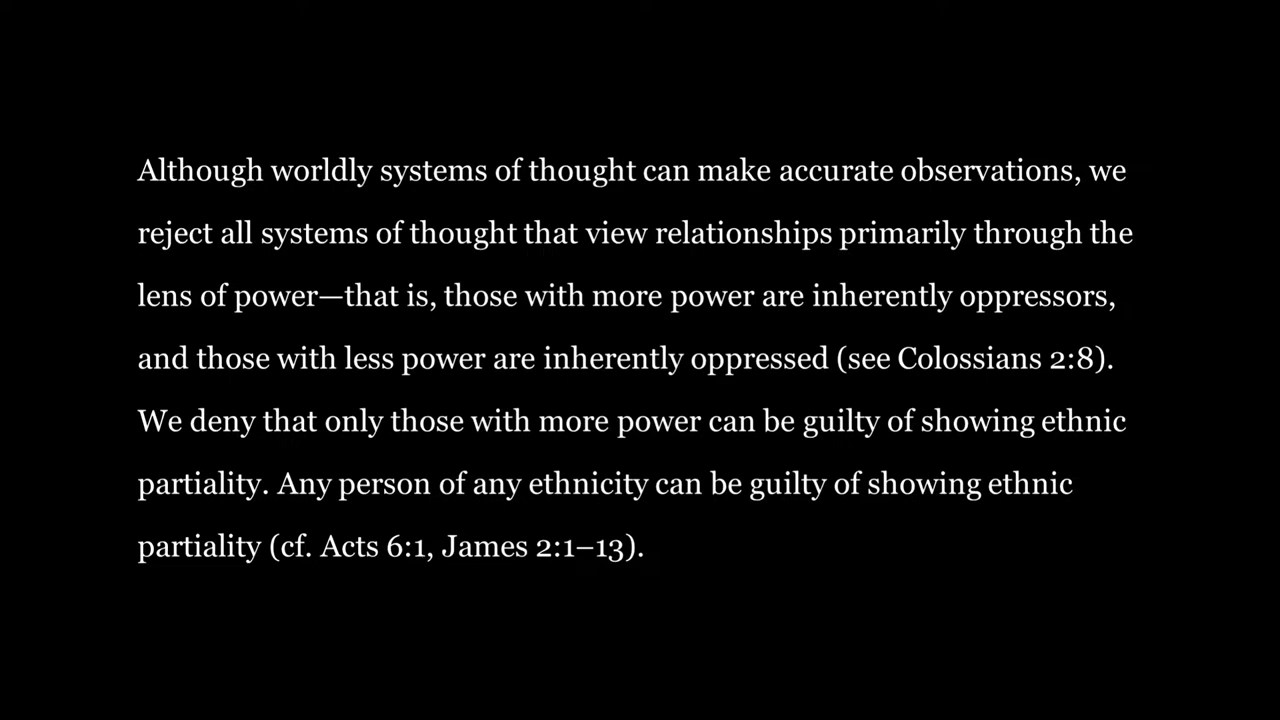 Although worldly systems of thought can make accurate observations, we
reject all systems of thought that view relationships primarily through the
lens of power—that is, those with more power are inherently oppressors,
and those with less power are inherently oppressed (see Colossians 2:8).
We deny that only those with more power can be guilty of showing ethnic
partiality. Any person of any ethnicity can be guilty of showing ethnic
partiality (cf. Acts 6:1, James 2:1–13).